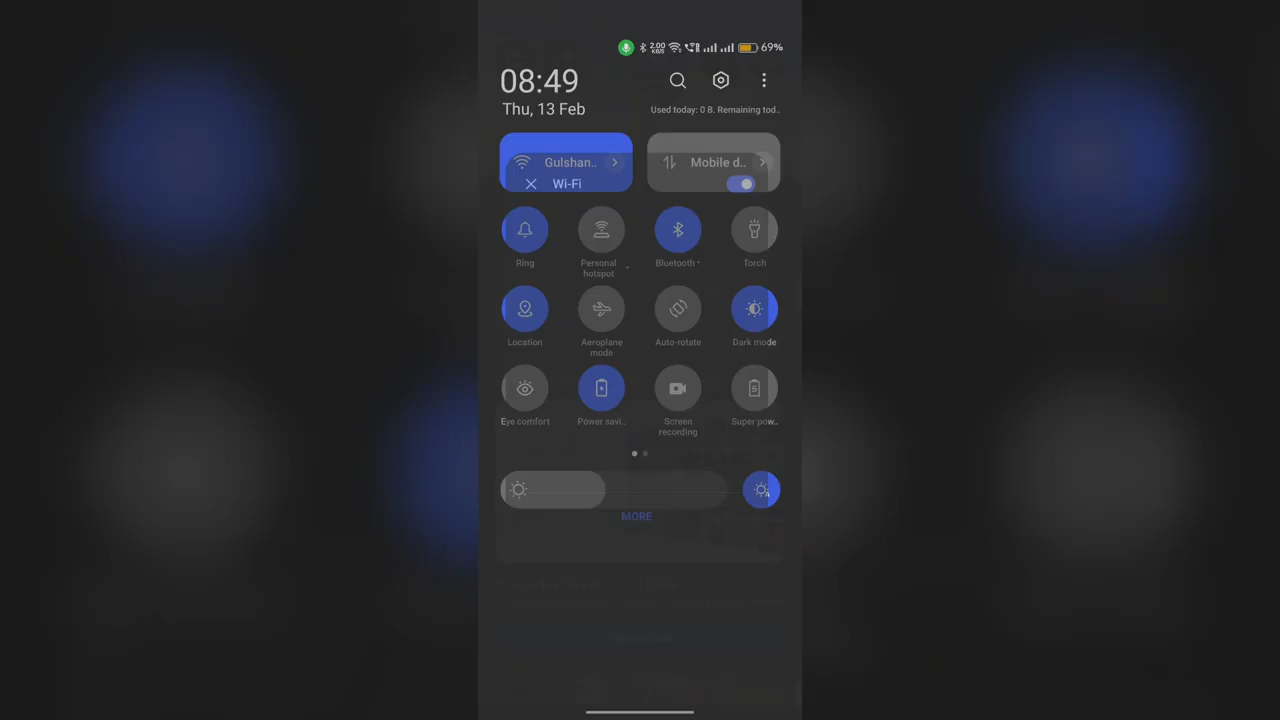 2.00
KB/S
69%
08:49
Thu, 13 Feb
Used today: 0 B. Remaining tod..
Gulshan..
Mobile d..
Wi-Fi
Ring
Personal
hotspot
Bluetooth
Torch
Location
Aeroplane
mode
Auto-rotate
Dark mode
Eye comfort
Power savi..
Screen
recording
Super pow..
MORE